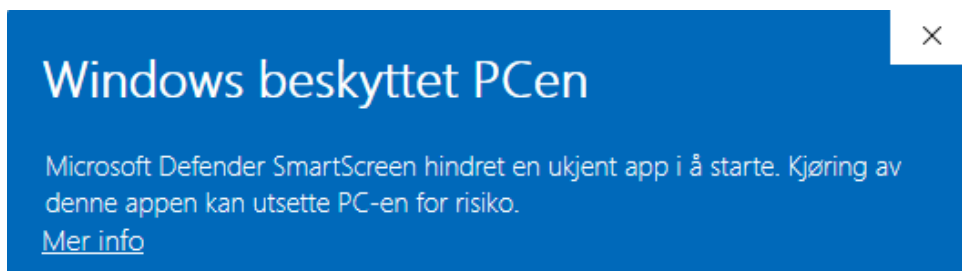 Windows beskyttet PCen
Microsoft Defender SmartScreen hindret en ukjent app i å starte. Kjøring av
denne appen kan utsette PC-en for risiko.
Mer info